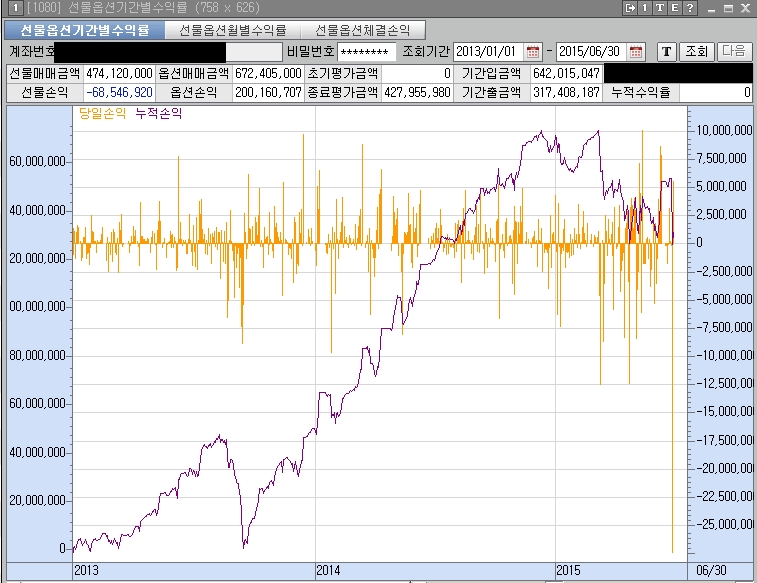 1 [1080] 선물옵션기간별수익률 (758 x 626) 1 T E ?
선물옵션기간별수익률 선물옵션월별수익률 선물옵션체결손익
계좌번호 비밀번호 ******** 조회기간 2013/01/01 - 2015/06/30 T 조회 다음
선물매매금액 474,120,000 옵션매매금액 672,405,000 초기평가금액 0 기간입금액 642,015,047
선물손익 -68,546,920 옵션손익 200,160,707 종료평가금액 427,955,980 기간출금액 317,408,187 누적수익률 0
당일손익 누적손익
10,000,000
60,000,000 7,500,000
5,000,000
40,000,000 2,500,000
20,000,000 0
-2,500,000
00,000,000 -5,000,000
-7,500,000
80,000,000 -10,000,000
-12,500,000
60,000,000 -15,000,000
40,000,000 -17,500,000
-20,000,000
20,000,000 -22,500,000
-25,000,000
0
2013 2014 2015 06/30